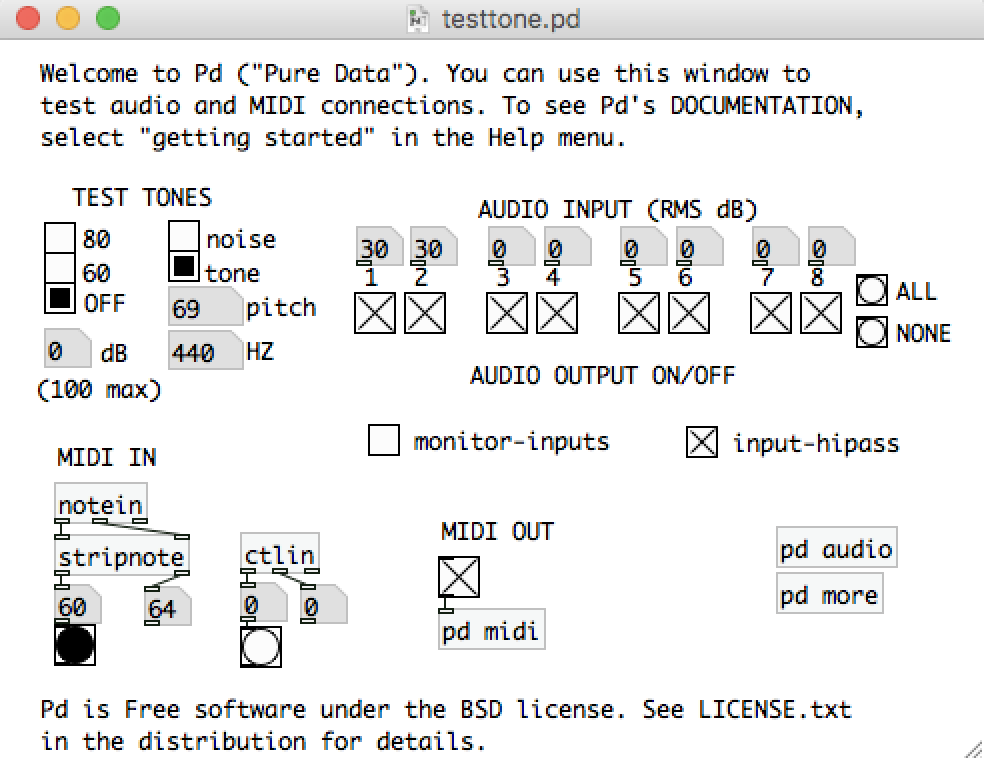 testtone.pd
Welcome to Pd ("Pure Data"). You can use this window to
test audio and MIDI connections. To see Pd's DOCUMENTATION,
select "getting started" in the Help menu.
TEST TONES
80
60
OFF
noise
tone
69 pitch
0 dB
440 HZ
(100 max)
AUDIO INPUT (RMS dB)
30 30 0 0 0 0 0 0
1 2 3 4 5 6 7 8
ALL
NONE
AUDIO OUTPUT ON/OFF
monitor-inputs
input-hipass
MIDI IN
notein
stripnote
60 64
ctlin
0 0
MIDI OUT
pd midi
pd audio
pd more
Pd is Free software under the BSD license. See LICENSE.txt
in the distribution for details.